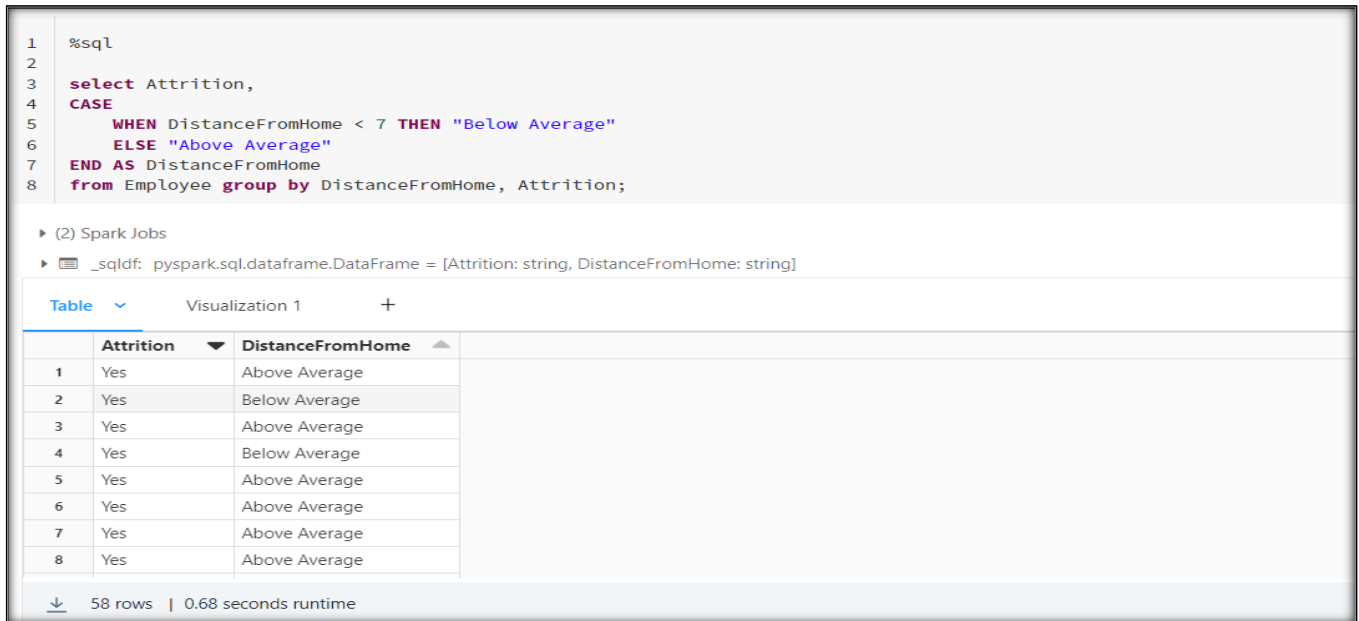 1 %sql
2
3 select Attrition,
4 CASE
5 WHEN DistanceFromHome < 7 THEN "Below Average"
6 ELSE "Above Average"
7 END AS DistanceFromHome
8 from Employee group by DistanceFromHome, Attrition;
(2) Spark Jobs
_sqldf: pyspark.sql.dataframe.DataFrame = [Attrition: string, DistanceFromHome: string]
Table Visualization 1 +
Attrition DistanceFromHome
1 Yes Above Average
2 Yes Below Average
3 Yes Above Average
4 Yes Below Average
5 Yes Above Average
6 Yes Above Average
7 Yes Above Average
8 Yes Above Average
58 rows | 0.68 seconds runtime